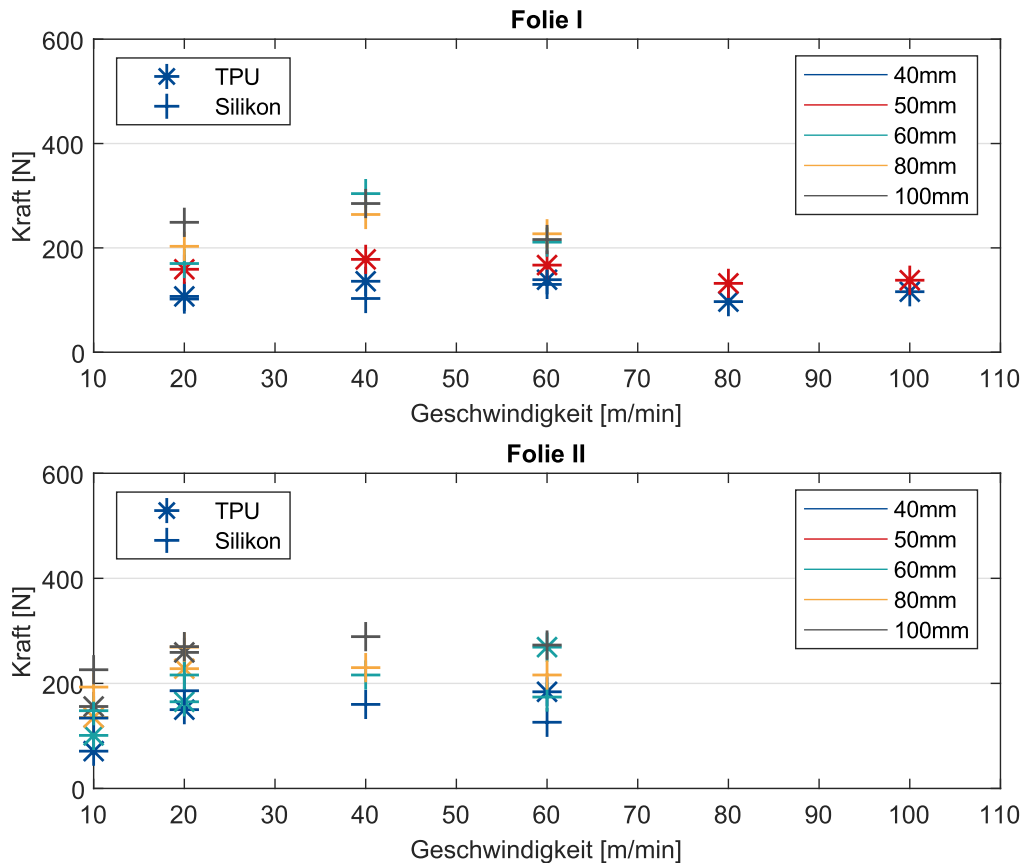 Folie I
600
400
200
0
Kraft [N]
TPU
Silikon
40mm
50mm
60mm
80mm
100mm
10 20 30 40 50 60 70 80 90 100 110
Geschwindigkeit [m/min]
Folie II
600
400
200
0
Kraft [N]
TPU
Silikon
40mm
50mm
60mm
80mm
100mm
10 20 30 40 50 60 70 80 90 100 110
Geschwindigkeit [m/min]